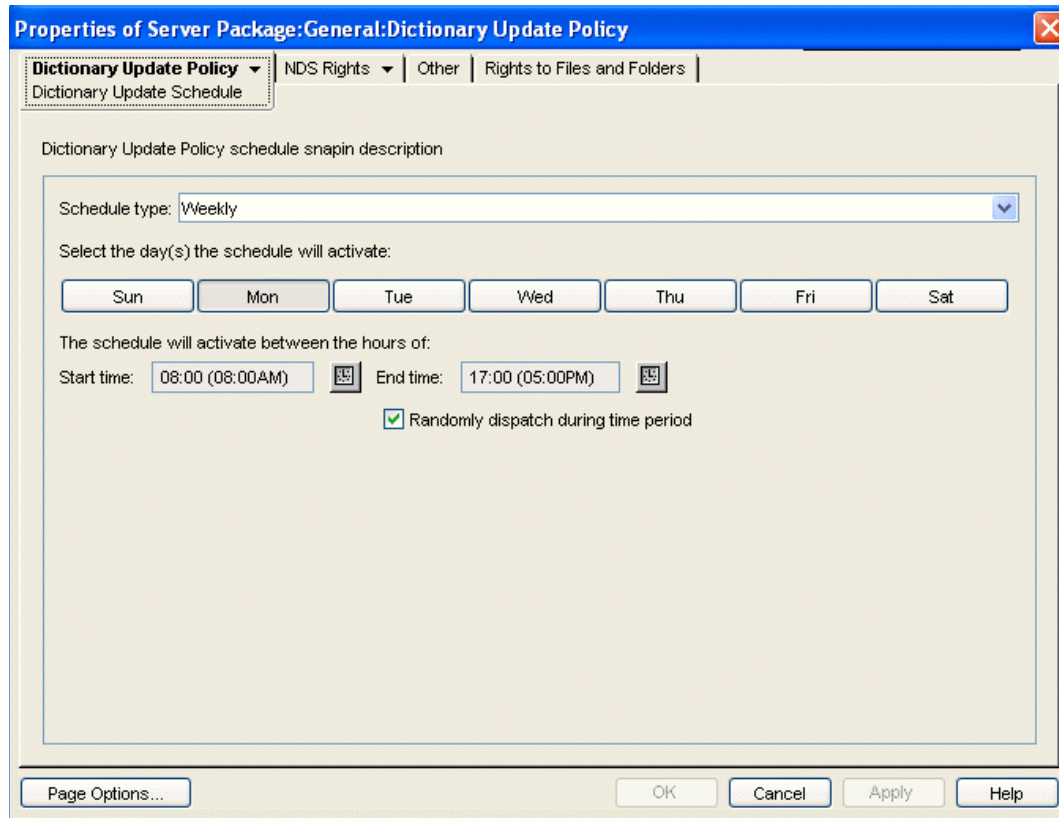 Properties of Server Package:General:Dictionary Update Policy
Dictionary Update Policy NDS Rights Other Rights to Files and Folders
Dictionary Update Schedule
Dictionary Update Policy schedule snapin description
Schedule type: Weekly
Select the day(s) the schedule will activate:
Sun Mon Tue Wed Thu Fri Sat
The schedule will activate between the hours of:
Start time: 08:00 (08:00AM) End time: 17:00 (05:00PM)
Randomly dispatch during time period
Page Options... OK Cancel Apply Help